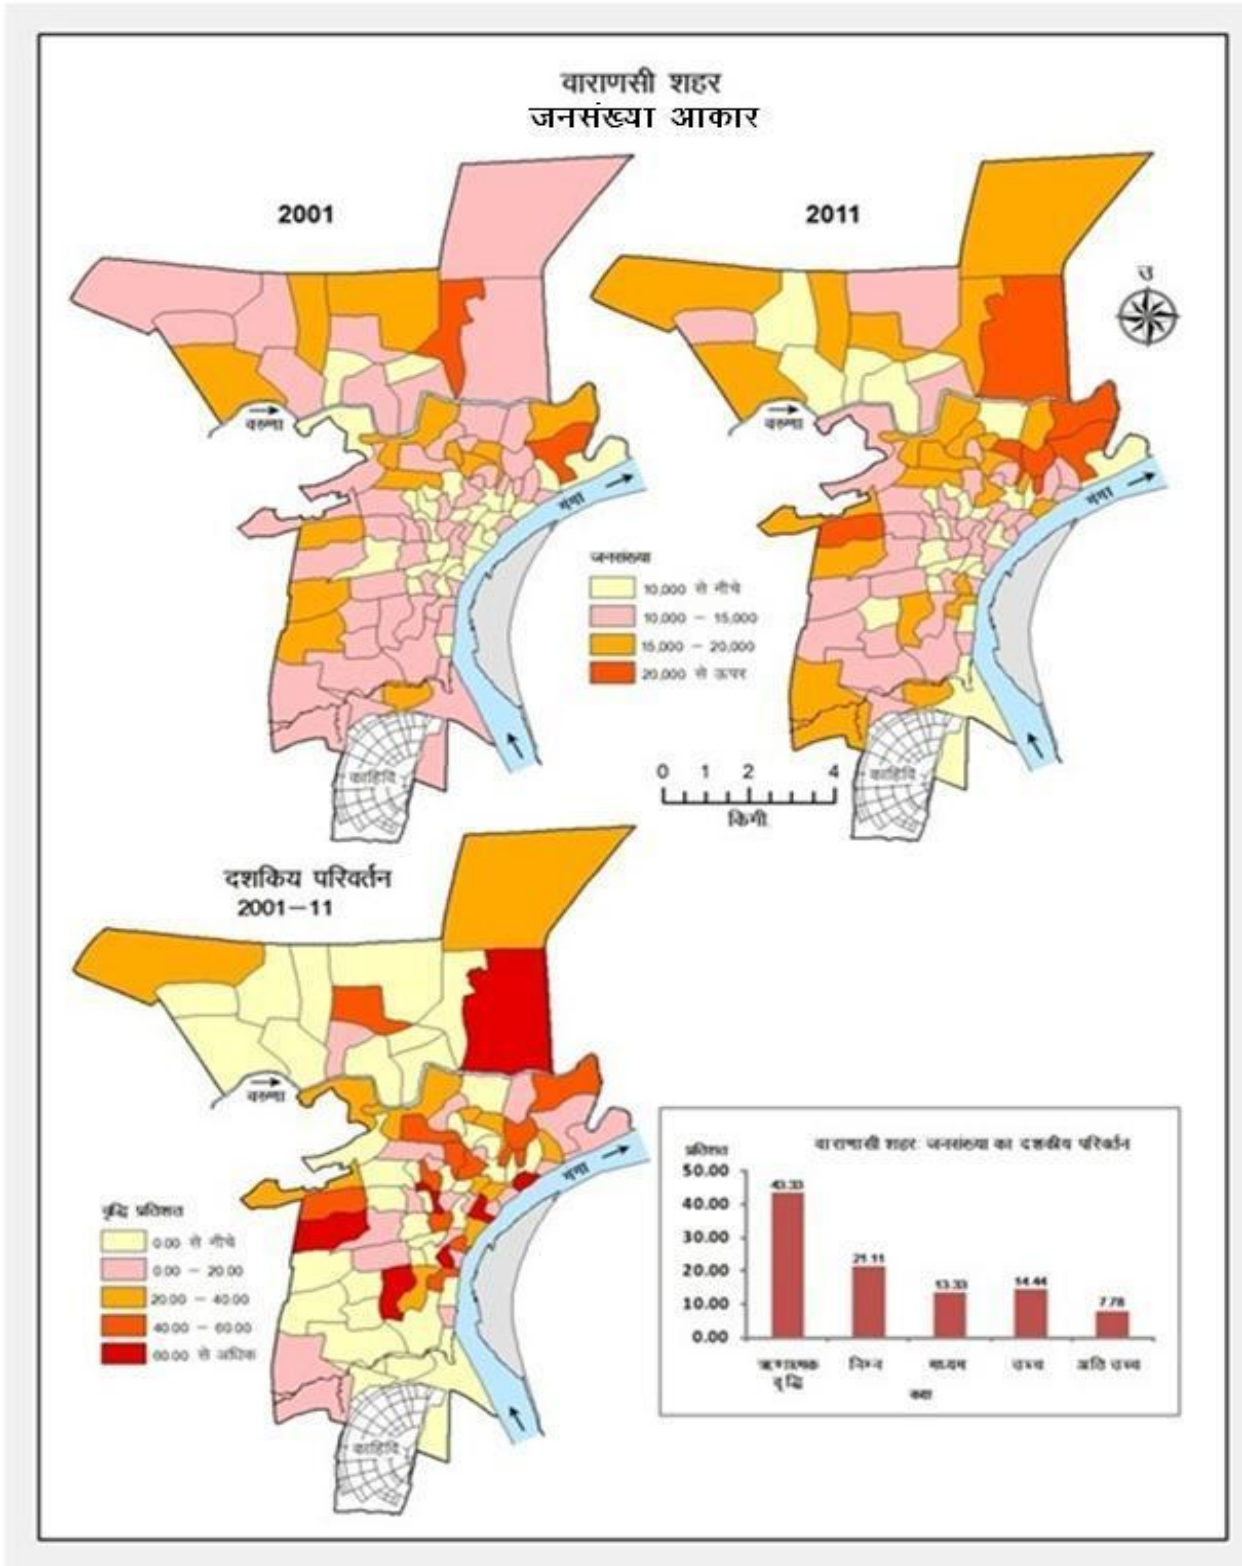 वाराणसी शहर
जनसंख्या आकार
2001
2011
उ
वरुणा
वरुणा
गंगा
गंगा
जनसंख्या
10,000 से नीचे
10,000 – 15,000
15,000 – 20,000
20,000 से ऊपर
काहिवि
काहिवि
0 1 2 4
किमी.
दशकिय परिवर्तन
2001–11
वरुणा
गंगा
वृद्धि प्रतिशत
0.00 से नीचे
0.00 – 20.00
20.00 – 40.00
40.00 – 60.00
60.00 से अधिक
काहिवि
वाराणासी शहर: जनसंख्या का दशकीय परिवर्तन
प्रतिशत
50.00
40.00
30.00
20.00
10.00
0.00
43.33
21.11
13.33
14.44
7.78
ऋणात्मक वृद्धि
निम्न
माध्यम
उच्च
अति उच्च
कक्षा